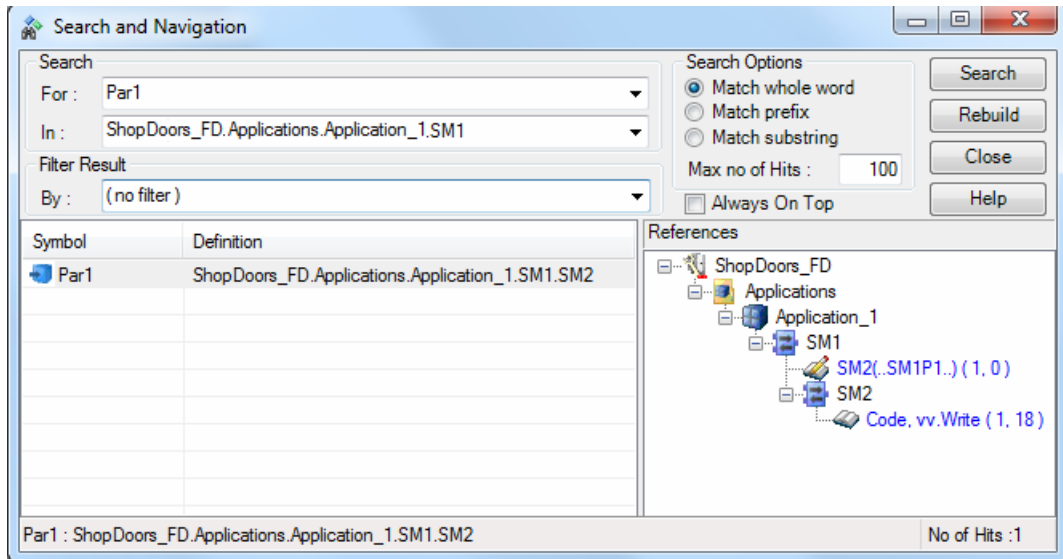 Search and Navigation
Search
For :
Par1
In :
ShopDoors_FD.Applications.Application_1.SM1
Filter Result
By :
( no filter )
Search Options
Match whole word
Match prefix
Match substring
Max no of Hits :
100
Always On Top
Search
Rebuild
Close
Help
Symbol
Definition
Par1
ShopDoors_FD.Applications.Application_1.SM1.SM2
References
ShopDoors_FD
Applications
Application_1
SM1
SM2(..SM1P1..) ( 1, 0 )
SM2
Code, vv.Write ( 1, 18 )
Par1 : ShopDoors_FD.Applications.Application_1.SM1.SM2
No of Hits :1